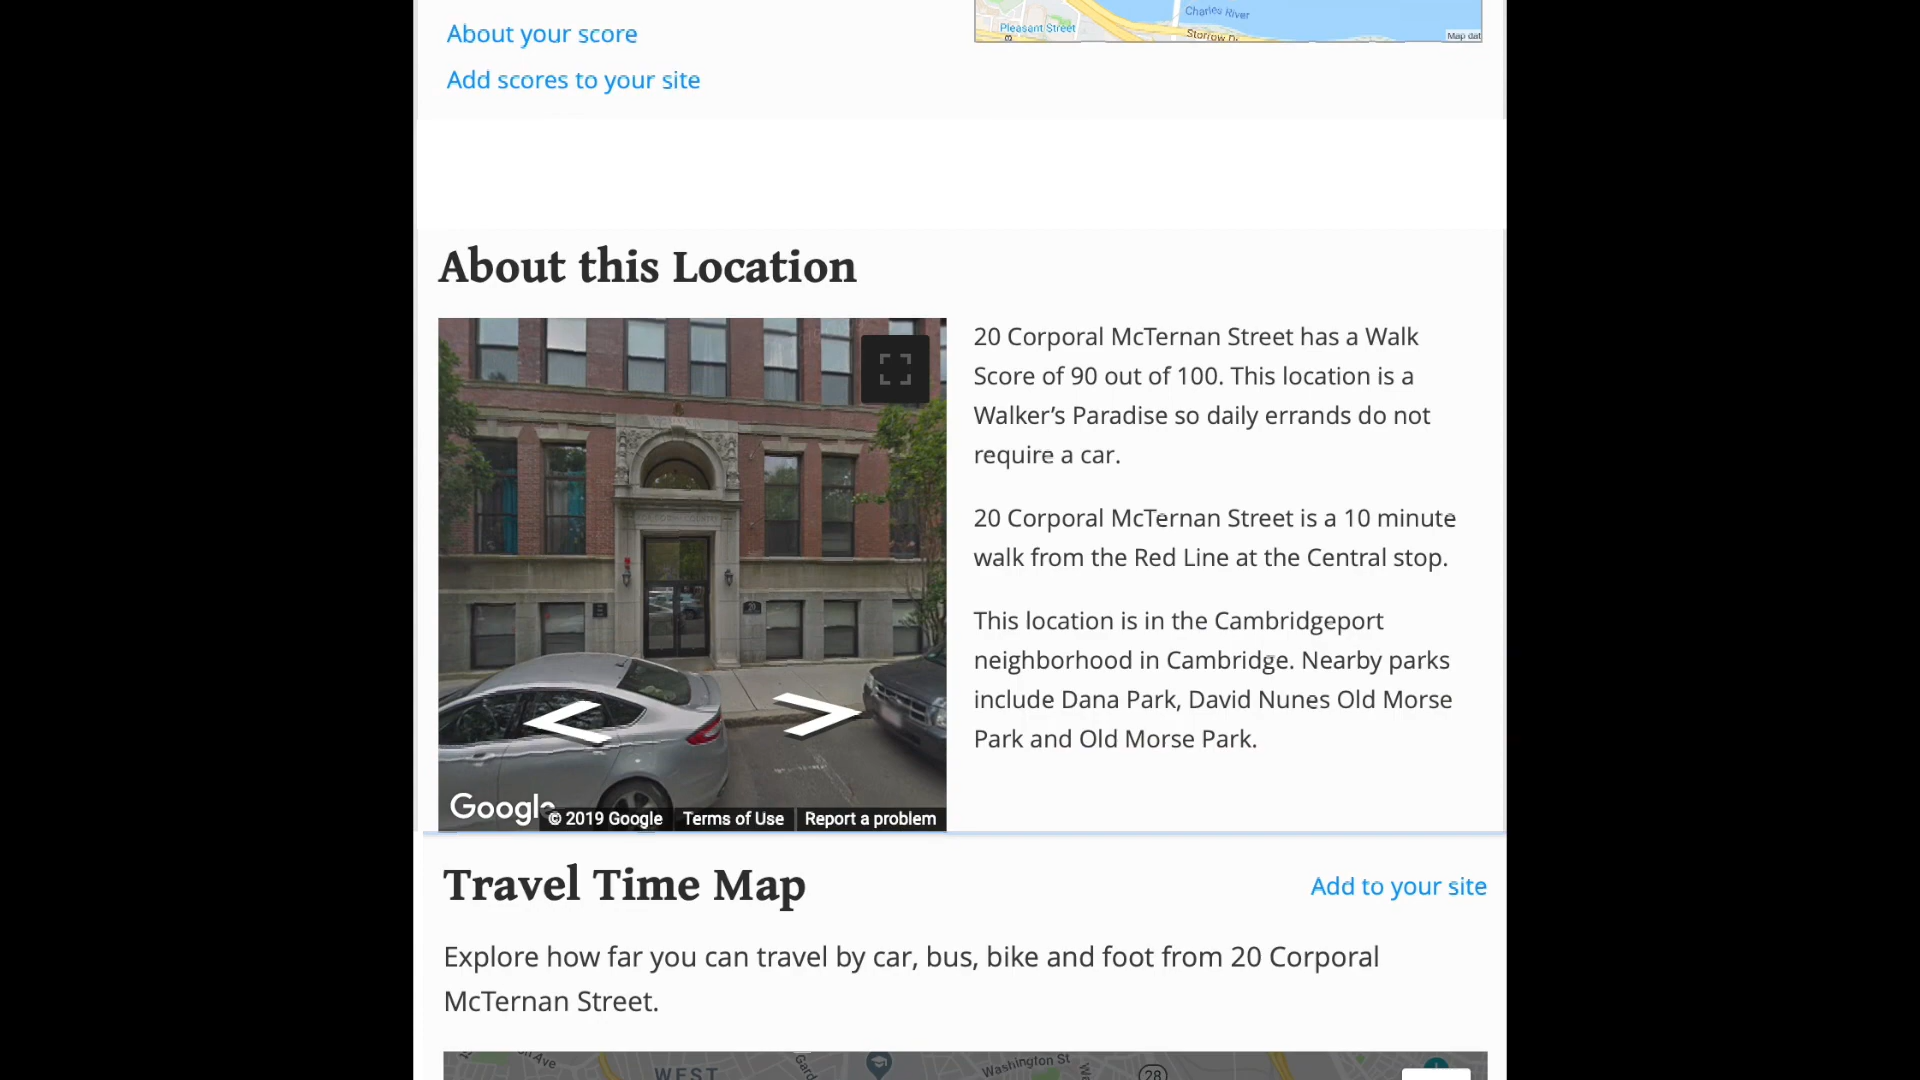 About your score
Add scores to your site
Pleasant Street
Charles River
Storrow Dr
Map dat
About this Location
20 Corporal McTernan Street has a Walk
Score of 90 out of 100. This location is a
Walker's Paradise so daily errands do not
require a car.
20 Corporal McTernan Street is a 10 minute
walk from the Red Line at the Central stop.
This location is in the Cambridgeport
neighborhood in Cambridge. Nearby parks
include Dana Park, David Nunes Old Morse
Park and Old Morse Park.
20
Google
© 2019 Google Terms of Use Report a problem
Travel Time Map
Add to your site
Explore how far you can travel by car, bus, bike and foot from 20 Corporal
McTernan Street.
Ave
WEST
Washington St
28